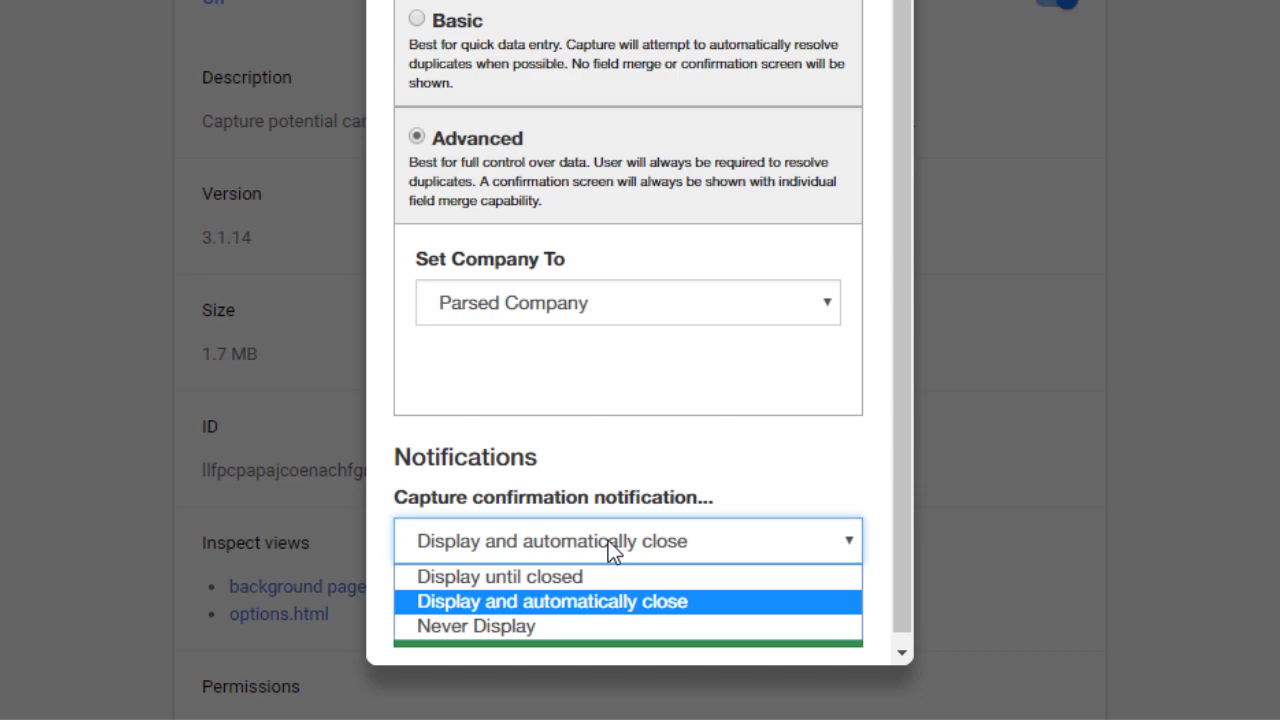 Off
Basic
Best for quick data entry. Capture will attempt to automatically resolve
duplicates when possible. No field merge or confirmation screen will be
shown.
Description
Capture potential
Advanced
Best for full control over data. User will always be required to resolve
duplicates. A confirmation screen will always be shown with individual
field merge capability.
Version
3.1.14
Set Company To
Parsed Company
Size
1.7 MB
ID
Notifications
Capture confirmation notification...
Display and automatically close
Display until closed
Display and automatically close
Never Display
Inspect views
background page
options.html
Permissions